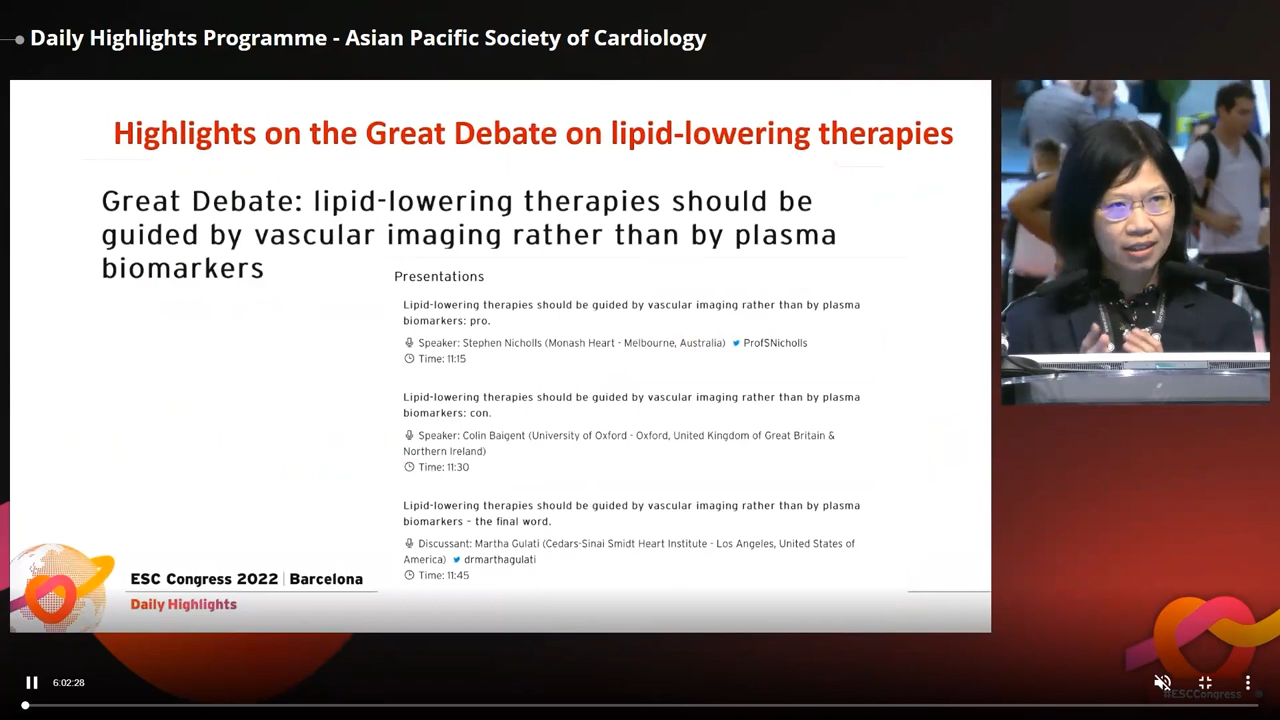 Daily Highlights Programme - Asian Pacific Society of Cardiology
Highlights on the Great Debate on lipid-lowering therapies
Great Debate: lipid-lowering therapies should be
guided by vascular imaging rather than by plasma
biomarkers
Presentations
Lipid-lowering therapies should be guided by vascular imaging rather than by plasma
biomarkers: pro.
Speaker: Stephen Nicholls (Monash Heart - Melbourne, Australia) ProfSNicholls
Time: 11:15
Lipid-lowering therapies should be guided by vascular imaging rather than by plasma
biomarkers: con.
Speaker: Colin Baigent (University of Oxford - Oxford, United Kingdom of Great Britain &
Northern Ireland)
Time: 11:30
Lipid-lowering therapies should be guided by vascular imaging rather than by plasma
biomarkers - the final word.
Discussant: Martha Gulati (Cedars-Sinai Smidt Heart Institute - Los Angeles, United States of
America) drmarthagulati
Time: 11:45
ESC Congress 2022 | Barcelona
Daily Highlights
6:02:28
#ESCCongress